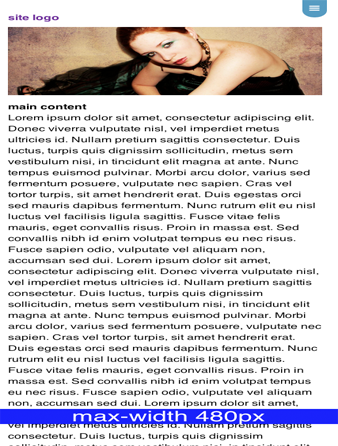 site logo
main content
Lorem ipsum dolor sit amet, consectetur adipiscing elit.
Donec viverra vulputate nisl, vel imperdiet metus
ultricies id. Nullam pretium sagittis consectetur. Duis
luctus, turpis quis dignissim sollicitudin, metus sem
vestibulum nisi, in tincidunt elit magna at ante. Nunc
tempus euismod pulvinar. Morbi arcu dolor, varius sed
fermentum posuere, vulputate nec sapien. Cras vel
tortor turpis, sit amet hendrerit erat. Duis egestas orci
sed mauris dapibus fermentum. Nunc rutrum elit eu nisl
luctus vel facilisis ligula sagittis. Fusce vitae felis
mauris, eget convallis risus. Proin in massa est. Sed
convallis nibh id enim volutpat tempus eu nec risus.
Fusce sapien odio, vulputate vel aliquam non,
accumsan sed dui. Lorem ipsum dolor sit amet,
consectetur adipiscing elit. Donec viverra vulputate nisl,
vel imperdiet metus ultricies id. Nullam pretium sagittis
consectetur. Duis luctus, turpis quis dignissim
sollicitudin, metus sem vestibulum nisi, in tincidunt elit
magna at ante. Nunc tempus euismod pulvinar. Morbi
arcu dolor, varius sed fermentum posuere, vulputate nec
sapien. Cras vel tortor turpis, sit amet hendrerit erat.
Duis egestas orci sed mauris dapibus fermentum. Nunc
rutrum elit eu nisl luctus vel facilisis ligula sagittis.
Fusce vitae felis mauris, eget convallis risus. Proin in
massa est. Sed convallis nibh id enim volutpat tempus
eu nec risus. Fusce sapien odio, vulputate vel aliquam
non, accumsan sed dui. Lorem ipsum dolor sit amet,
max-width 480px
vel imperdiet metus ultricies id. Nullam pretium sagittis
consectetur. Duis luctus, turpis quis dignissim
sollicitudin, metus sem vestibulum nisi, in tincidunt elit